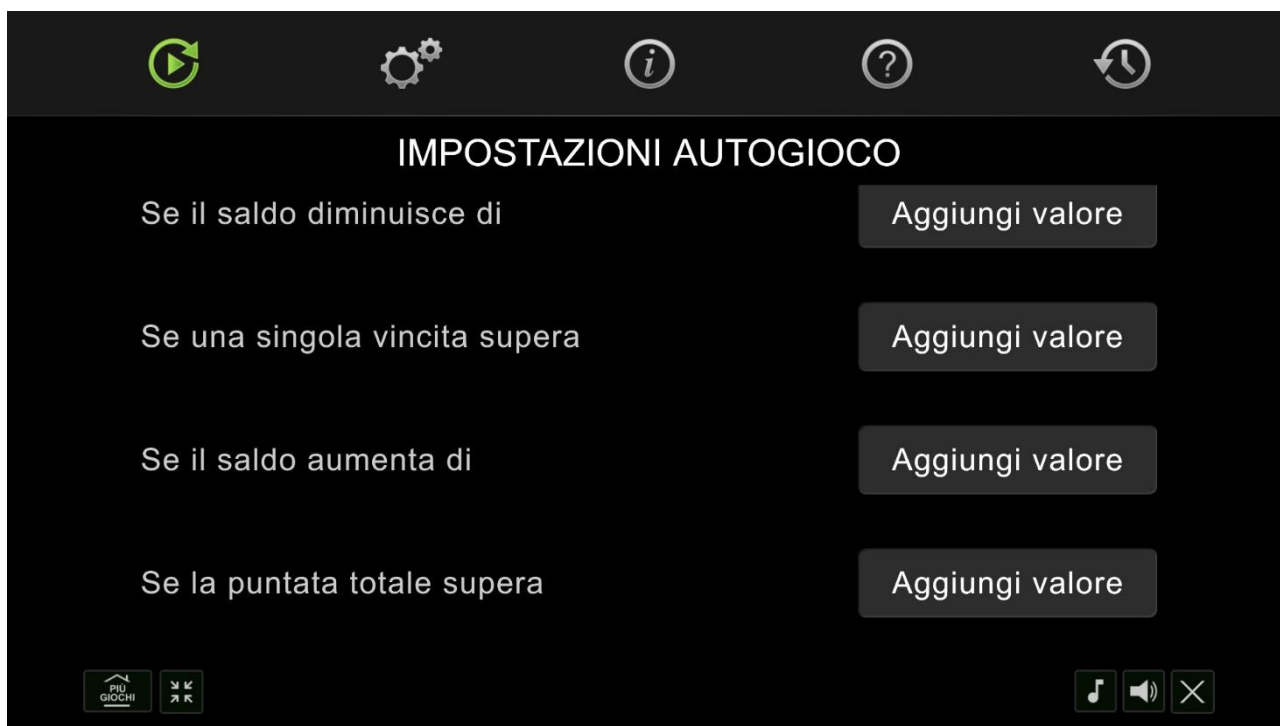 IMPOSTAZIONI AUTOGIOCO
Se il saldo diminuisce di Aggiungi valore
Se una singola vincita supera Aggiungi valore
Se il saldo aumenta di Aggiungi valore
Se la puntata totale supera Aggiungi valore
PIÙ
GIOCHI